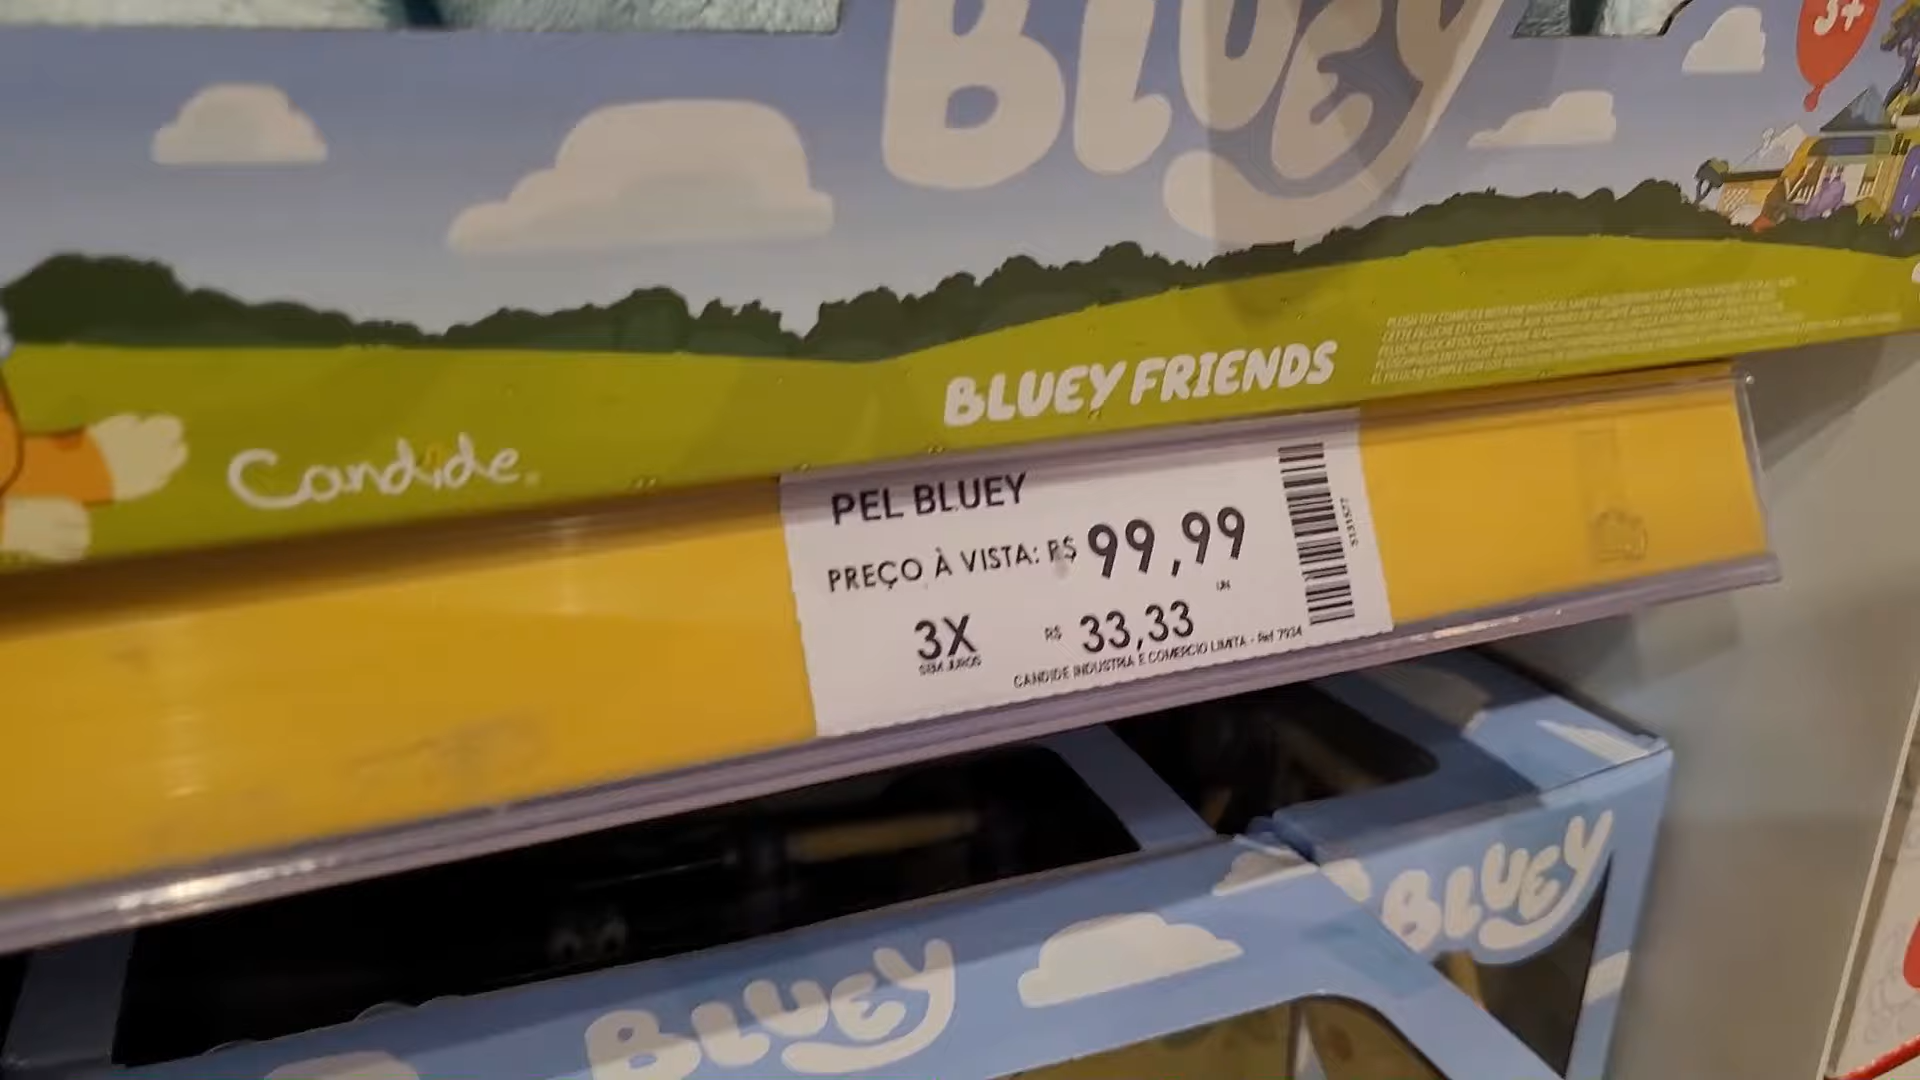 BLUEY
3+
BLUEY FRIENDS
Candide
PEL BLUEY
PREÇO À VISTA: R$ 99,99
UN
3X R$ 33,33
SEM JUROS
CANDIDE INDUSTRIA E COMERCIO LIMITA - Ref 7934
5131577
BLUEY
BLUEY